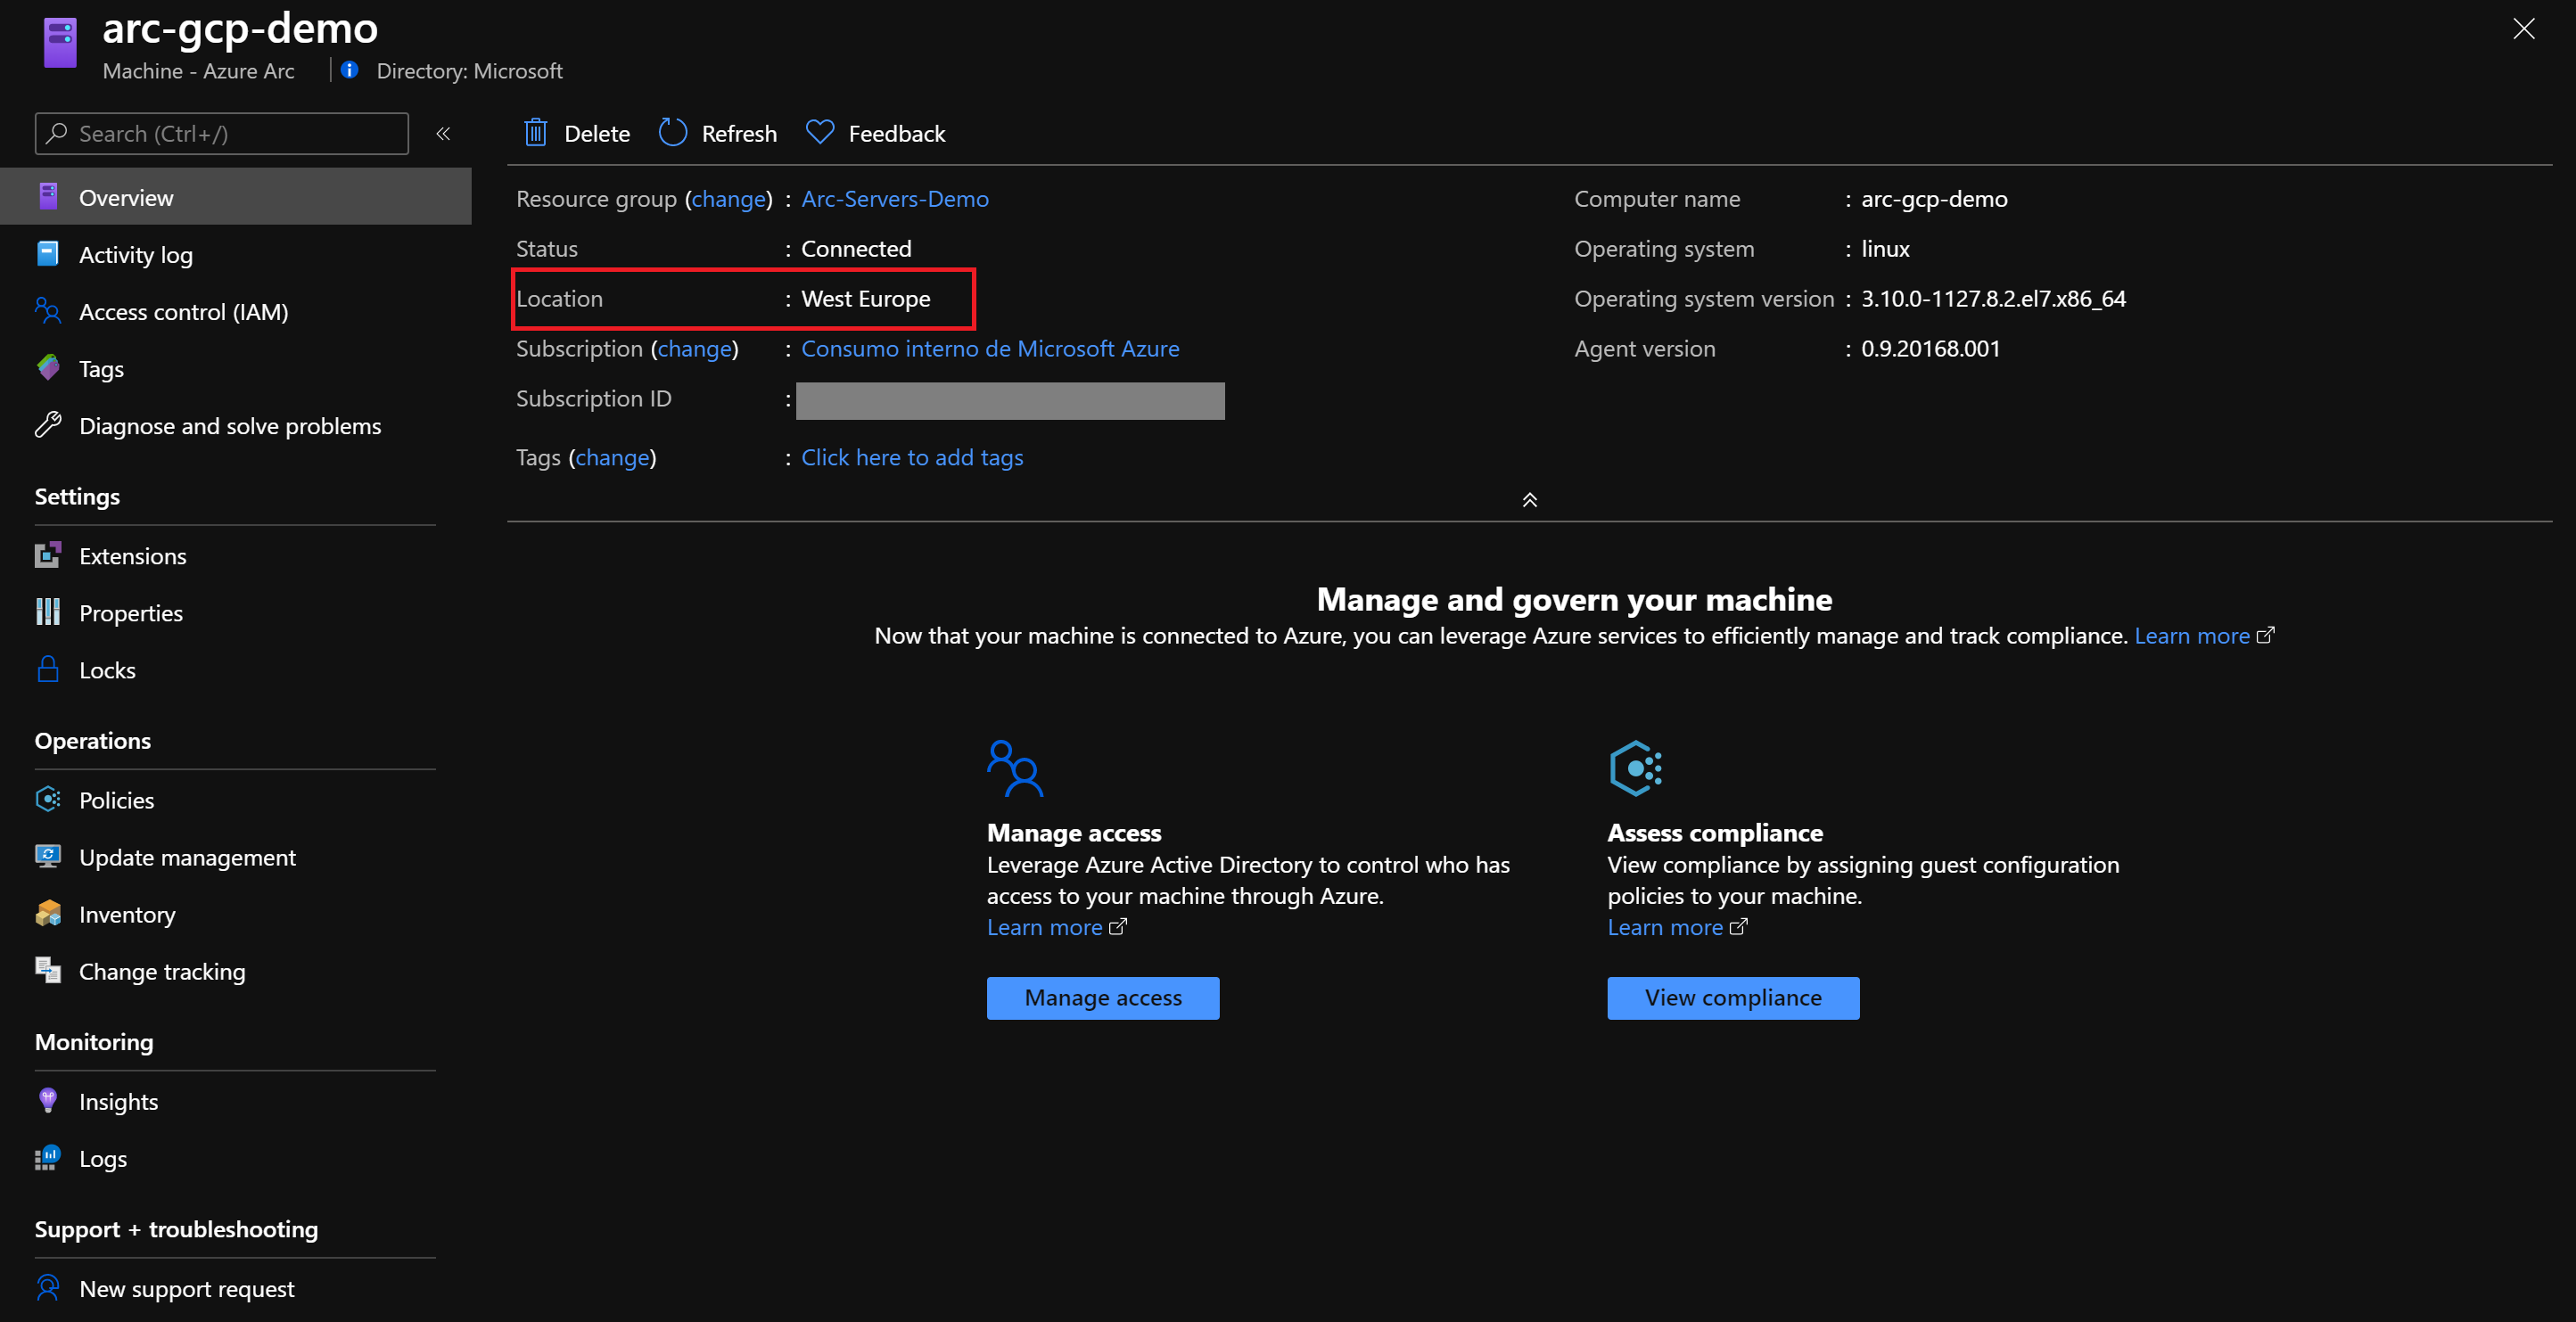 arc-gcp-demo
Machine - Azure Arc
Directory: Microsoft
Search (Ctrl+/)
«
Overview
Activity log
Access control (IAM)
Tags
Diagnose and solve problems
Settings
Extensions
Properties
Locks
Operations
Policies
Update management
Inventory
Change tracking
Monitoring
Insights
Logs
Support + troubleshooting
New support request
Delete Refresh Feedback
Resource group (change) : Arc-Servers-Demo
Status : Connected
Location : West Europe
Subscription (change) : Consumo interno de Microsoft Azure
Subscription ID :
Tags (change) : Click here to add tags
Computer name : arc-gcp-demo
Operating system : linux
Operating system version : 3.10.0-1127.8.2.el7.x86_64
Agent version : 0.9.20168.001
Manage and govern your machine
Now that your machine is connected to Azure, you can leverage Azure services to efficiently manage and track compliance. Learn more
Manage access
Leverage Azure Active Directory to control who has
access to your machine through Azure.
Learn more
Manage access
Assess compliance
View compliance by assigning guest configuration
policies to your machine.
Learn more
View compliance